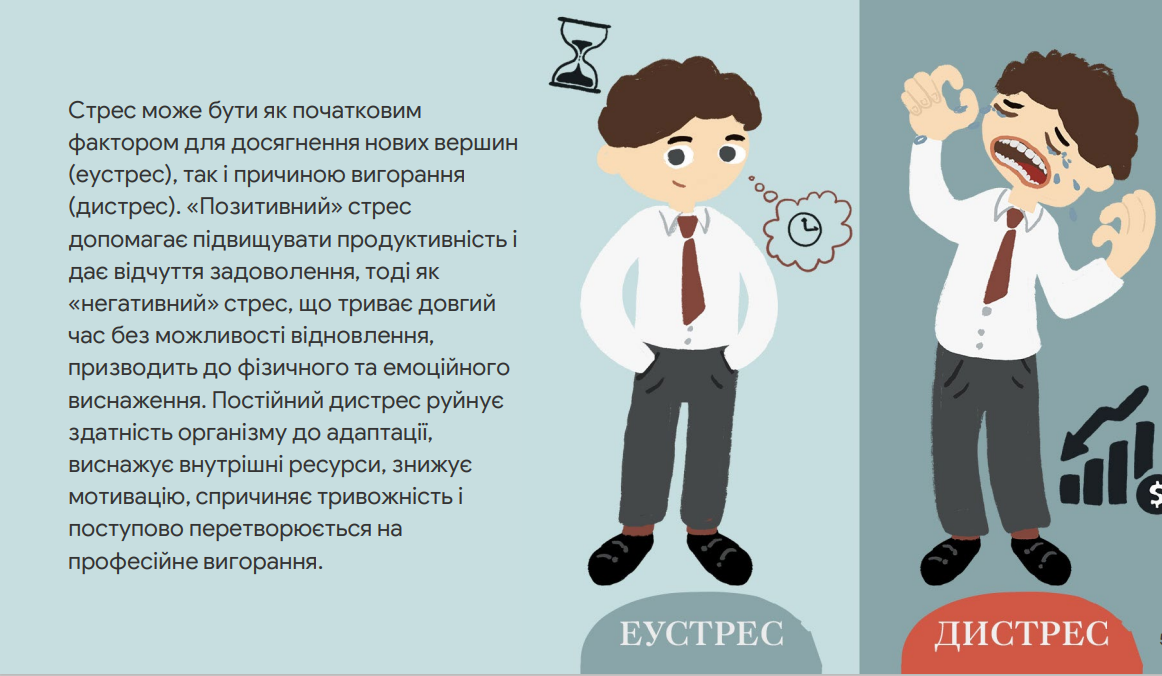 Стрес може бути як початковим
фактором для досягнення нових вершин
(еустрес), так і причиною вигорання
(дистрес). «Позитивний» стрес
допомагає підвищувати продуктивність і
дає відчуття задоволення, тоді як
«негативний» стрес, що триває довгий
час без можливості відновлення,
призводить до фізичного та емоційного
виснаження. Постійний дистрес руйнує
здатність організму до адаптації,
виснажує внутрішні ресурси, знижує
мотивацію, спричиняє тривожність і
поступово перетворюється на
професійне вигорання.
$
ЕУСТРЕС
ДИСТРЕС